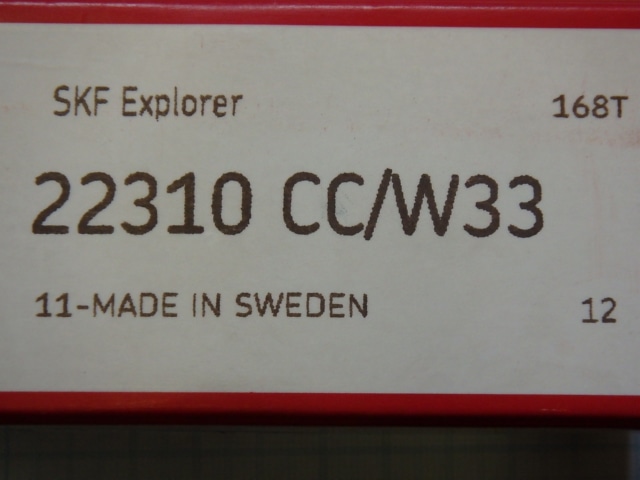 SKF Explorer 168T
22310 CC/W33
11-MADE IN SWEDEN 12